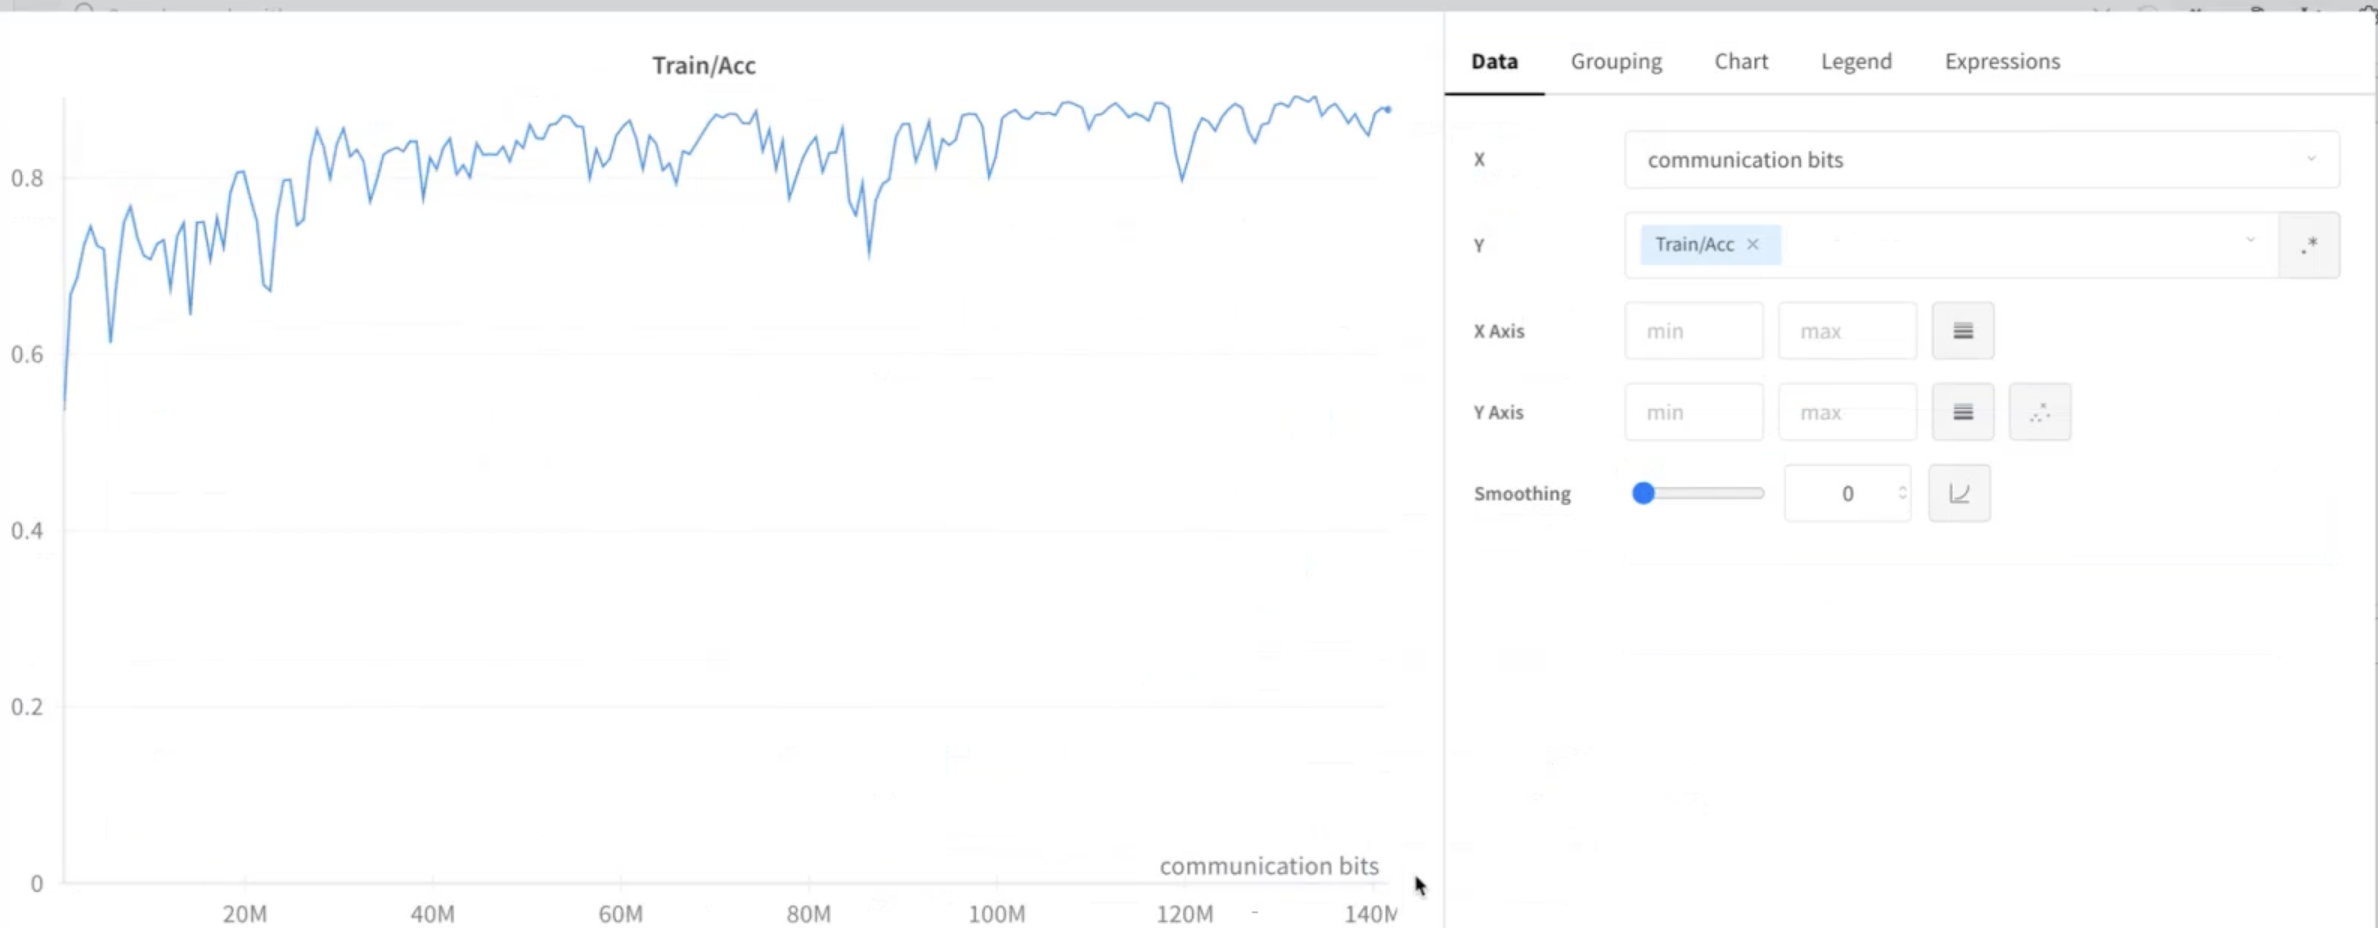 Train/Acc
0.8
0.6
0.4
0.2
0
communication bits
20M
40M
60M
80M
100M
120M
140M
Data
Grouping
Chart
Legend
Expressions
X
communication bits
Y
Train/Acc ×
.*
X Axis
min
max
Y Axis
min
max
Smoothing
0